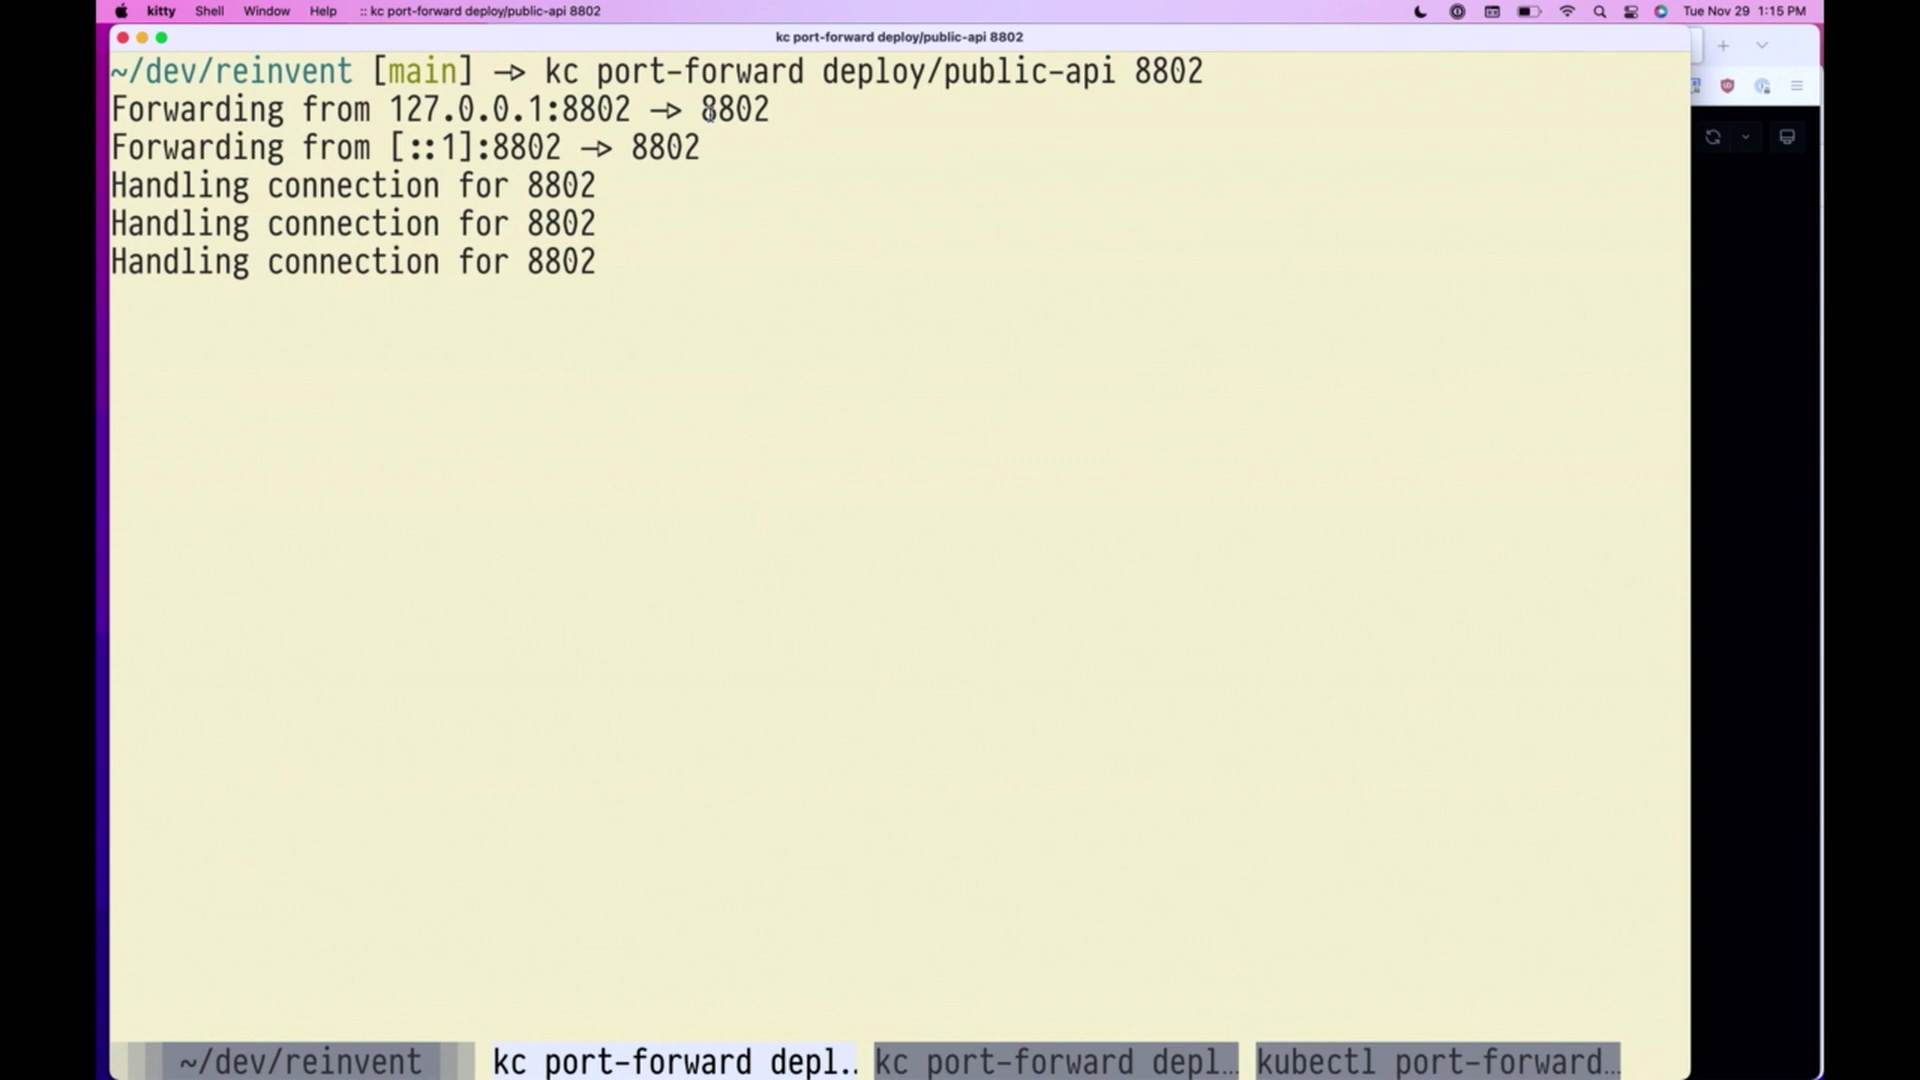 kitty Shell Window Help :: kc port-forward deploy/public-api 8802 Tue Nov 29 1:15 PM
kc port-forward deploy/public-api 8802
~/dev/reinvent [main] -> kc port-forward deploy/public-api 8802
Forwarding from 127.0.0.1:8802 -> 8802
Forwarding from [::1]:8802 -> 8802
Handling connection for 8802
Handling connection for 8802
Handling connection for 8802
~/dev/reinvent kc port-forward depl.. kc port-forward depl… kubectl port-forward…